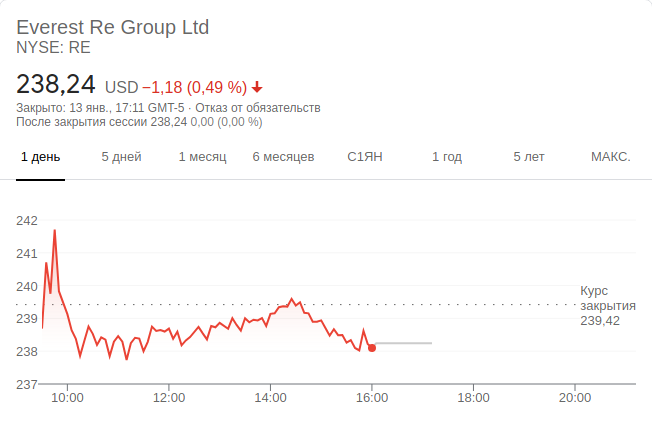 Everest Re Group Ltd
NYSE: RE
238,24 USD −1,18 (0,49 %)
Закрыто: 13 янв., 17:11 GMT-5 · Отказ от обязательств
После закрытия сессии 238,24 0,00 (0,00 %)
1 день 5 дней 1 месяц 6 месяцев С1ЯН 1 год 5 лет МАКС.
242
241
240
239
238
237
Курс
закрытия
239,42
10:00 12:00 14:00 16:00 18:00 20:00